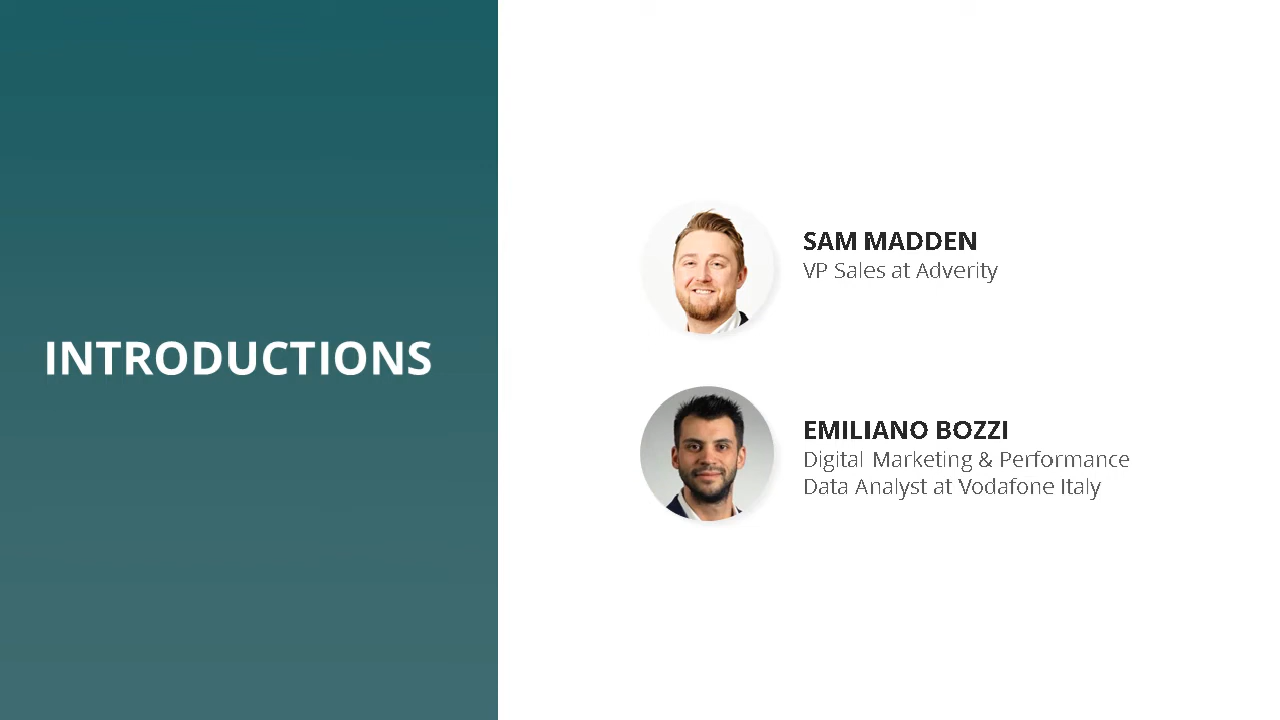 INTRODUCTIONS
SAM MADDEN
VP Sales at Adverity
EMILIANO BOZZI
Digital Marketing & Performance
Data Analyst at Vodafone Italy